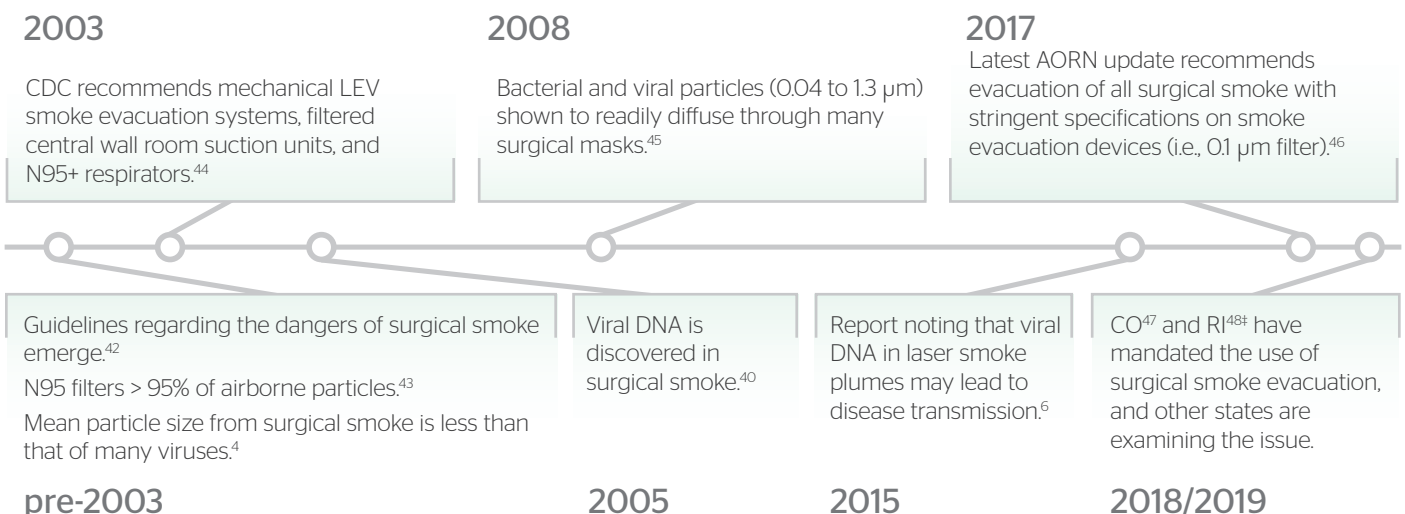 2003
CDC recommends mechanical LEV
smoke evacuation systems, filtered
central wall room suction units, and
N95+ respirators.44
2008
Bacterial and viral particles (0.04 to 1.3 µm)
shown to readily diffuse through many
surgical masks.45
2017
Latest AORN update recommends
evacuation of all surgical smoke with
stringent specifications on smoke
evacuation devices (i.e., 0.1 µm filter).46
Guidelines regarding the dangers of surgical smoke
emerge.42
N95 filters > 95% of airborne particles.43
Mean particle size from surgical smoke is less than
that of many viruses.4
pre-2003
Viral DNA is
discovered in
surgical smoke.40
2005
Report noting that viral
DNA in laser smoke
plumes may lead to
disease transmission.6
2015
CO47 and RI48‡ have
mandated the use of
surgical smoke evacuation,
and other states are
examining the issue.
2018/2019